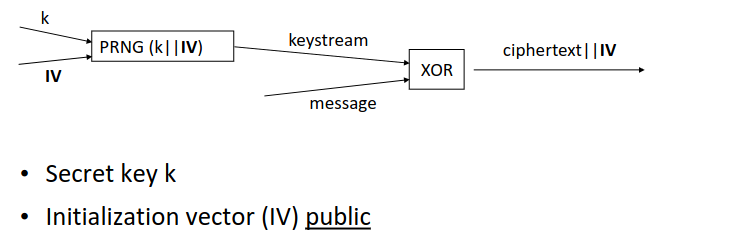 k
PRNG (k||IV)
IV
keystream
message
XOR
ciphertext||IV
• Secret key k
• Initialization vector (IV) public